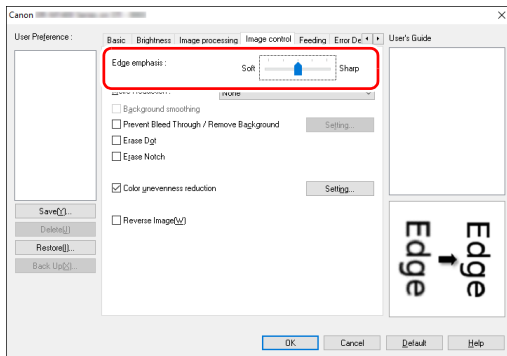 Canon
User Preference :
Basic Brightness Image processing Image control Feeding Error De
User's Guide
Edge emphasis :
Soft Sharp
None
Background smoothing
Prevent Bleed Through / Remove Background Setting...
Erase Dot
Erase Notch
Color unevenness reduction Setting...
Reverse Image(W)
Save(Y)...
Delete(J)
Restore(I)...
Back Up(X)...
Edge
Edge
OK Cancel Default Help